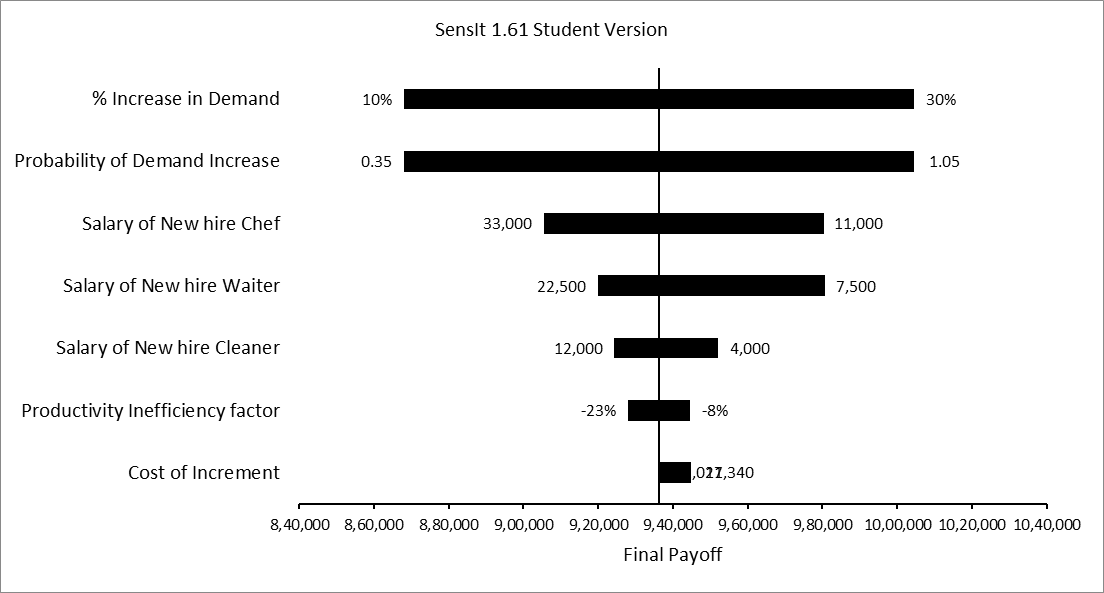 SensIt 1.61 Student Version
% Increase in Demand 10% 30%
Probability of Demand Increase 0.35 1.05
Salary of New hire Chef 33,000 11,000
Salary of New hire Waiter 22,500 7,500
Salary of New hire Cleaner 12,000 4,000
Productivity Inefficiency factor -23% -8%
Cost of Increment
8,40,000 8,60,000 8,80,000 9,00,000 9,20,000 9,40,000 9,60,000 9,80,000 10,00,000 10,20,000 10,40,000
Final Payoff